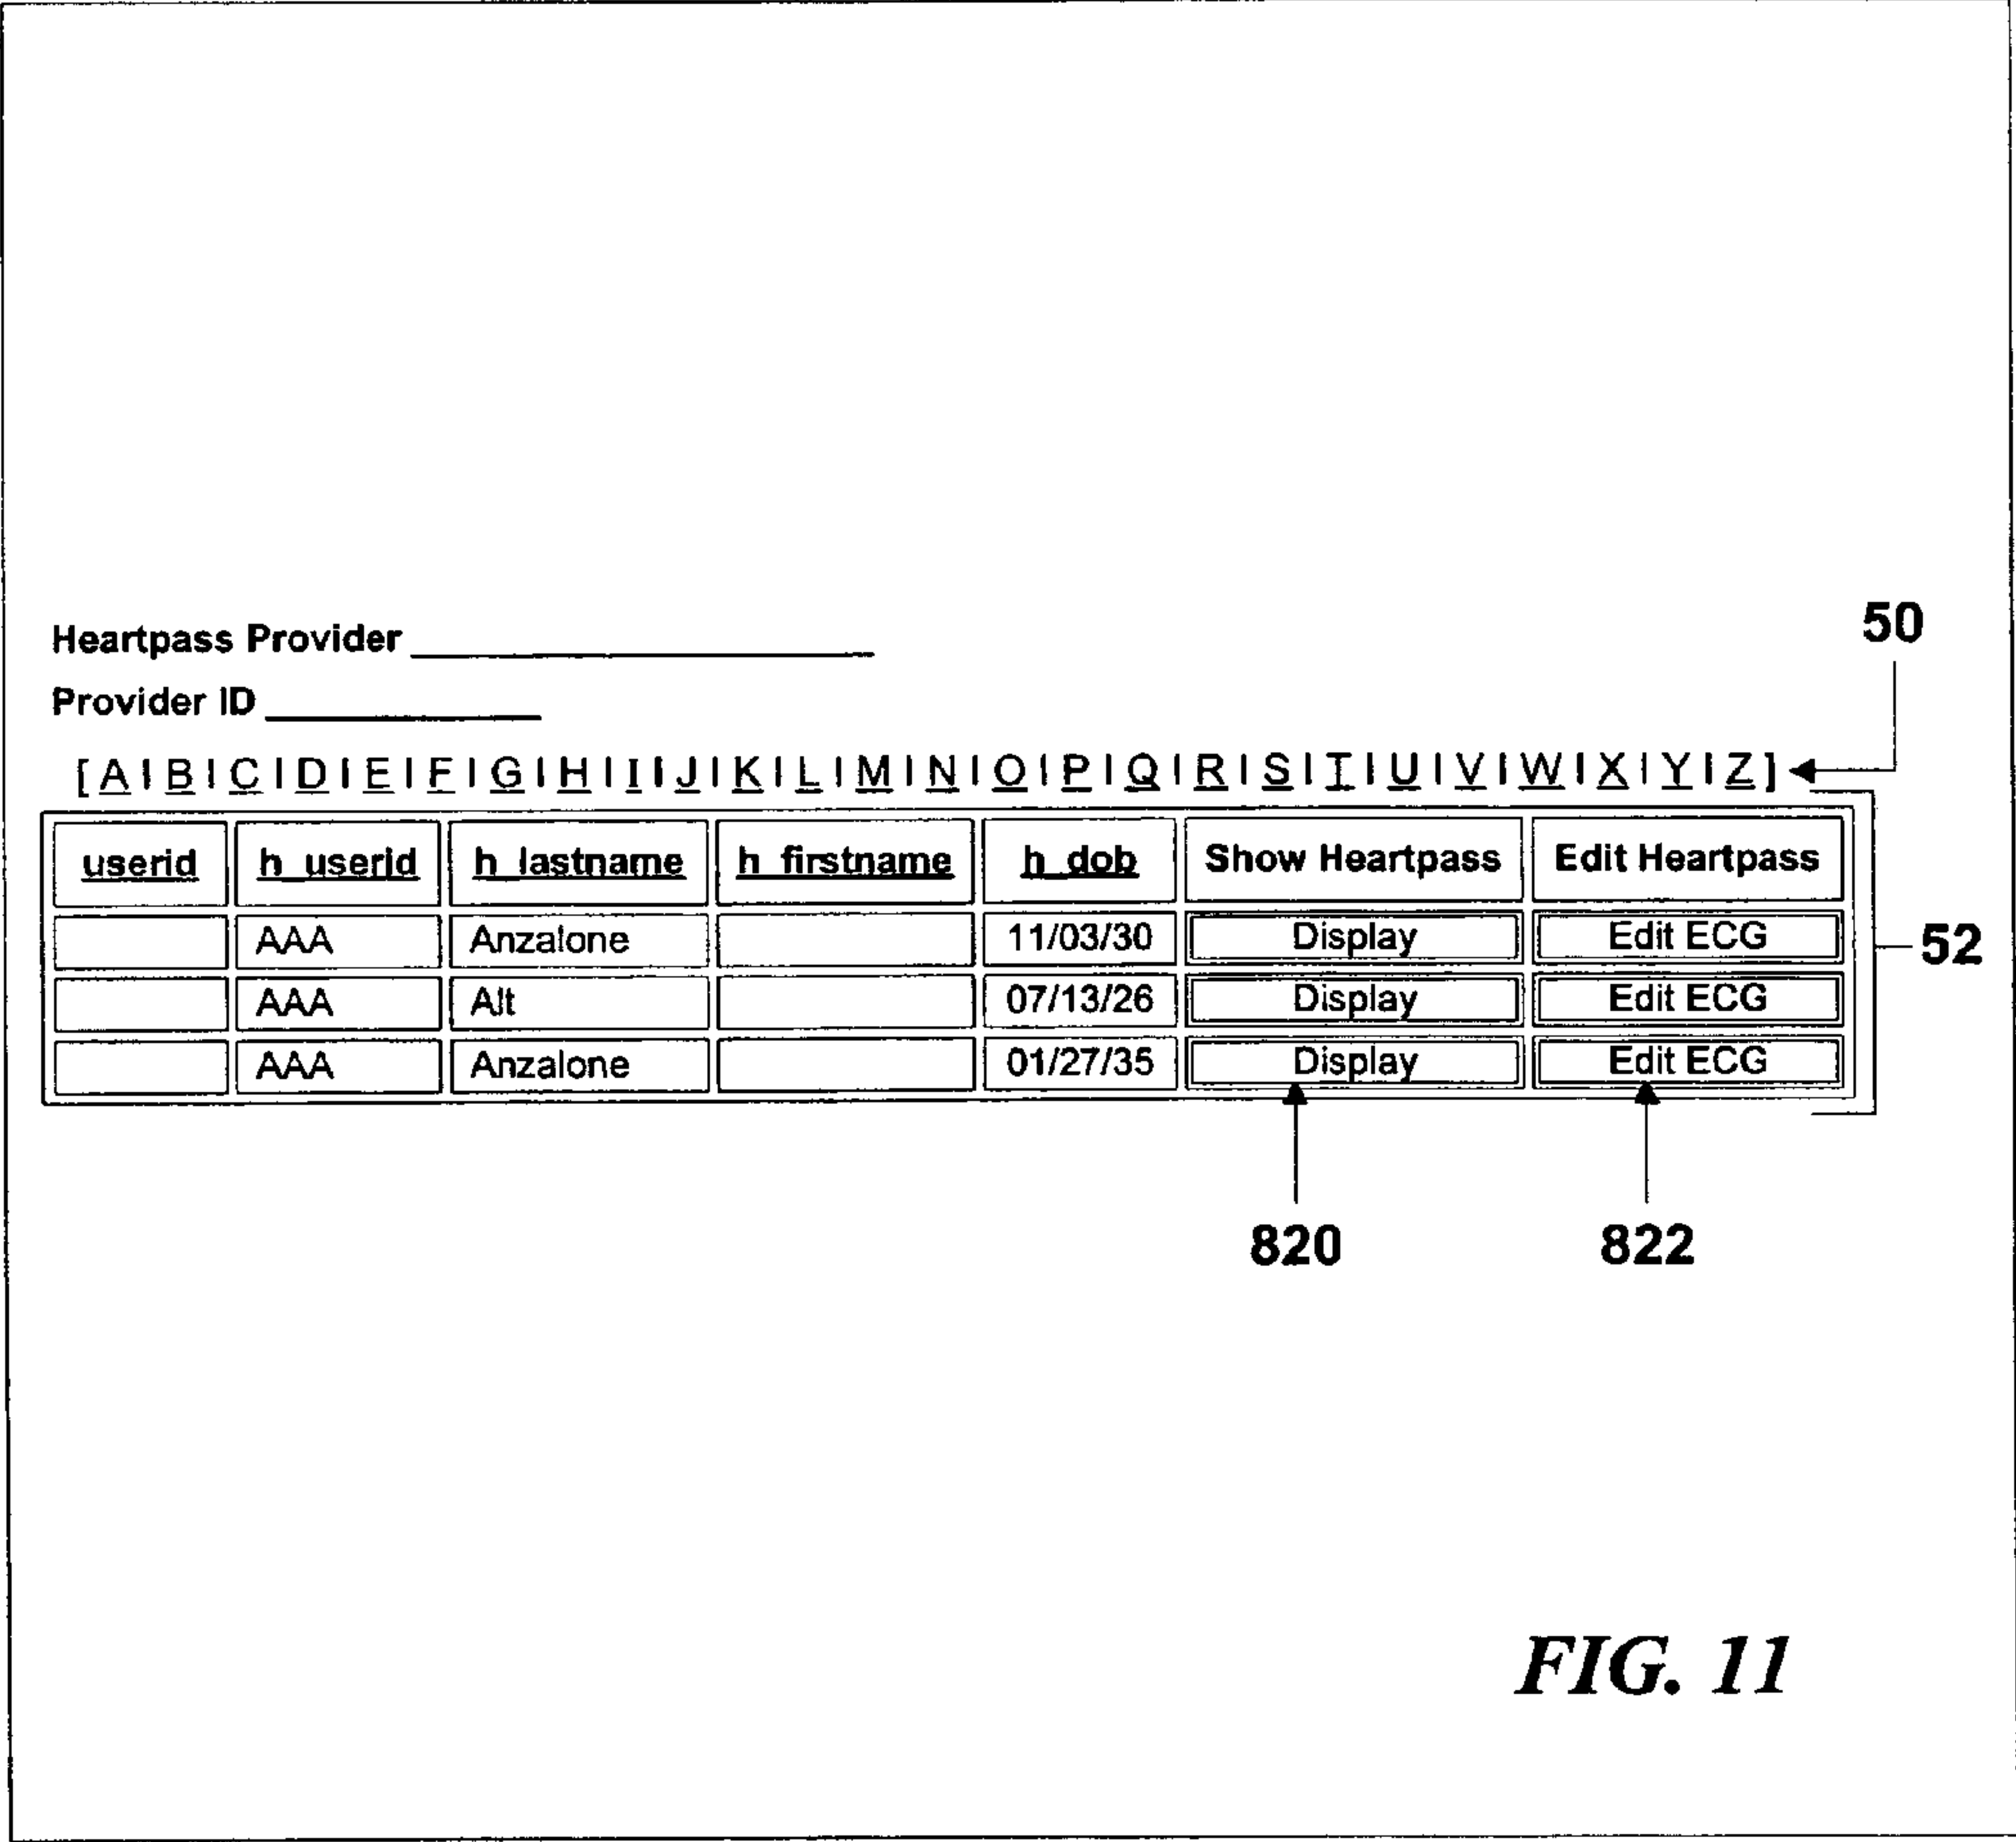 50
Heartpass Provider
Provider ID
[ A I B I C I D I E I F I G I H I I I J I K I L I M I N I O I P I Q I R I S I T I U I V I W I X I Y I Z ]
userid h_userid h_lastname h_firstname h_dob Show Heartpass Edit Heartpass
AAA Anzalone 11/03/30 Display Edit ECG
52
AAA Alt 07/13/26 Display Edit ECG
AAA Anzalone 01/27/35 Display Edit ECG
820 822
FIG. 11